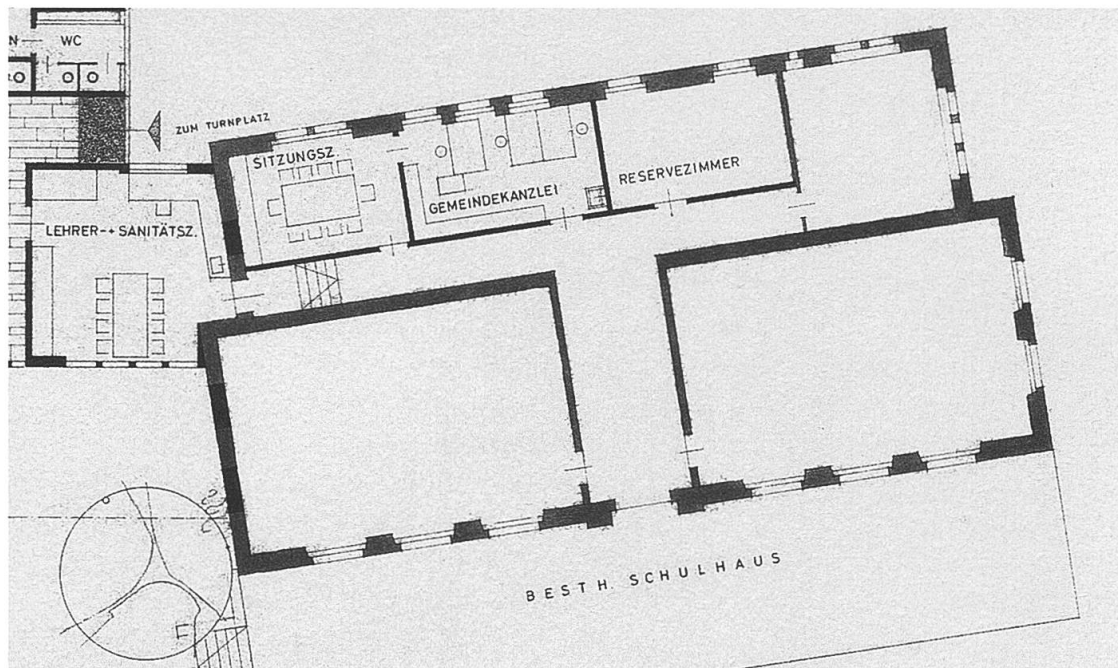 N
WC
ZUM TURNPLATZ
SITZUNGSZ.
GEMEINDEKANZLEI
RESERVEZIMMER
LEHRER-+ SANITÄTSZ.
BESTH. SCHULHAUS